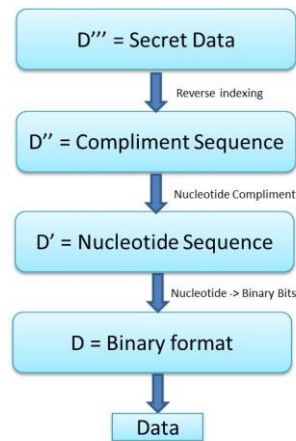 D''' = Secret Data
Reverse indexing
D'' = Compliment Sequence
Nucleotide Compliment
D' = Nucleotide Sequence
Nucleotide -> Binary Bits
D = Binary format
Data